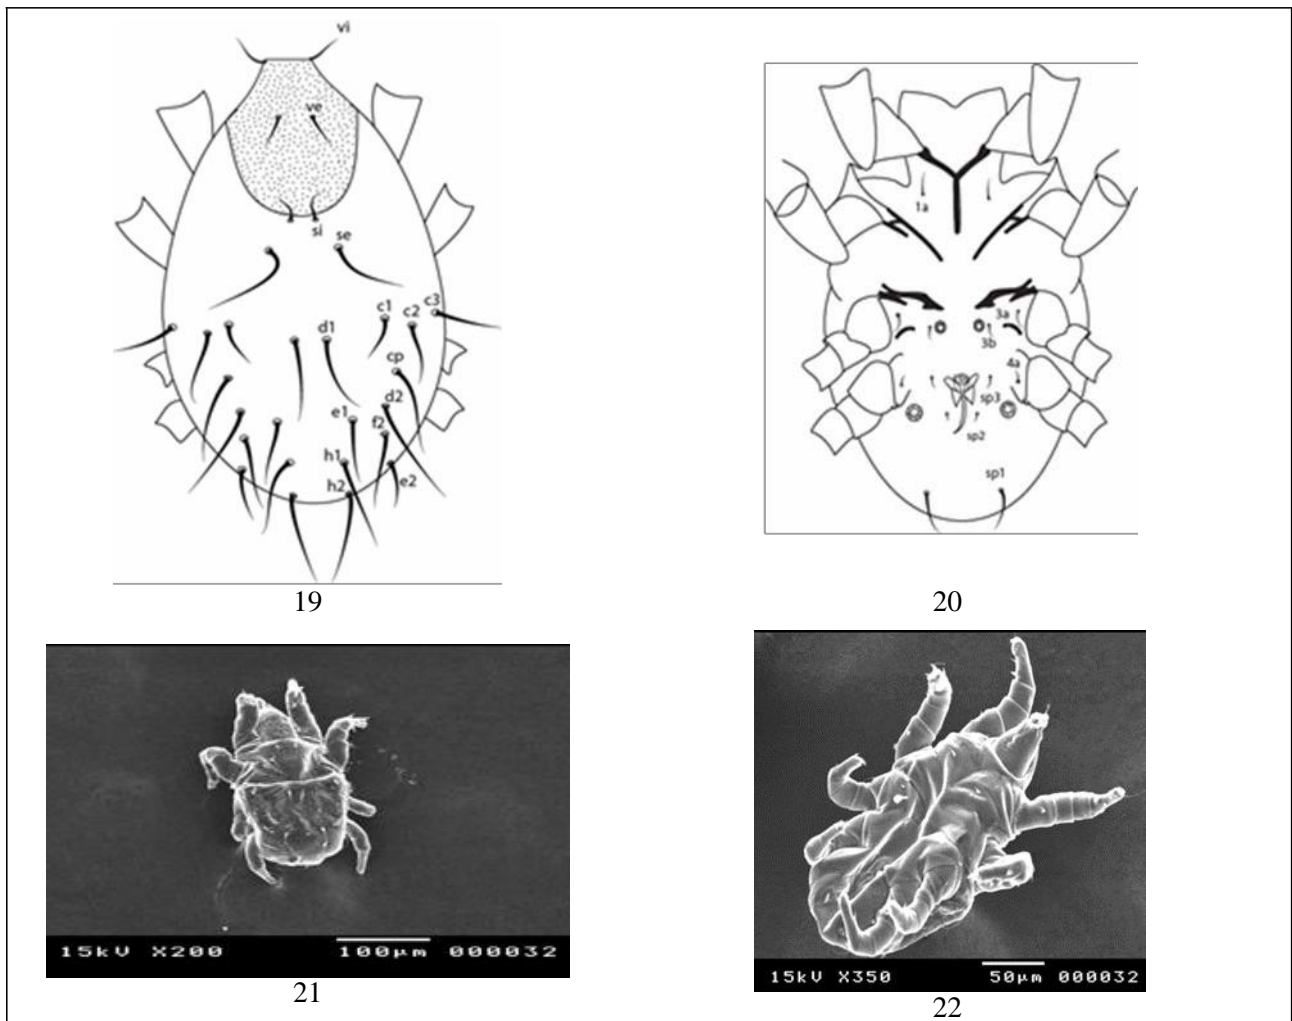 vi
ve
si
se
c1
c2
c3
d1
cp
d2
e1
f2
h1
h2
e2
19
1a
3a
3b
4a
sp3
sp2
sp1
20
15kV X200 100µm 000032
21
15kV X350 50µm 000032
22